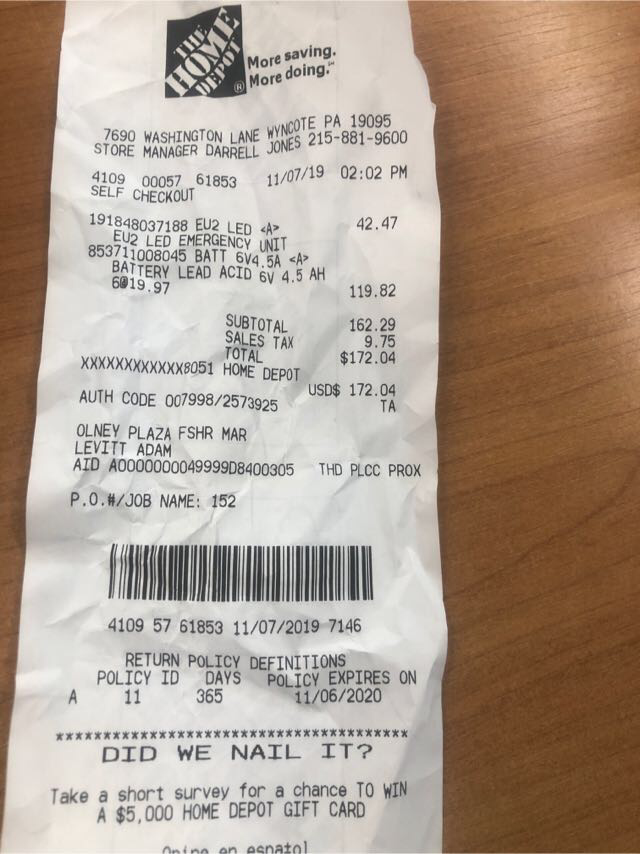 THE HOME DEPOT
More saving.
More doing.
7690 WASHINGTON LANE WYNCOTE PA 19095
STORE MANAGER DARRELL JONES 215-881-9600
4109 00057 61853 11/07/19 02:02 PM
SELF CHECKOUT
191848037188 EU2 LED <A> 42.47
EU2 LED EMERGENCY UNIT
853711008045 BATT 6V4.5A <A>
BATTERY LEAD ACID 6V 4.5 AH
6@19.97 119.82
SUBTOTAL 162.29
SALES TAX 9.75
TOTAL $172.04
XXXXXXXXXXXX8051 HOME DEPOT
USD$ 172.04
AUTH CODE 007998/2573925 TA
OLNEY PLAZA FSHR MAR
LEVITT ADAM
AID A0000000049999D8400305 THD PLCC PROX
P.O.#/JOB NAME: 152
4109 57 61853 11/07/2019 7146
RETURN POLICY DEFINITIONS
POLICY ID DAYS POLICY EXPIRES ON
A 11 365 11/06/2020
****************************************
DID WE NAIL IT?
Take a short survey for a chance TO WIN
A $5,000 HOME DEPOT GIFT CARD
Opine en español